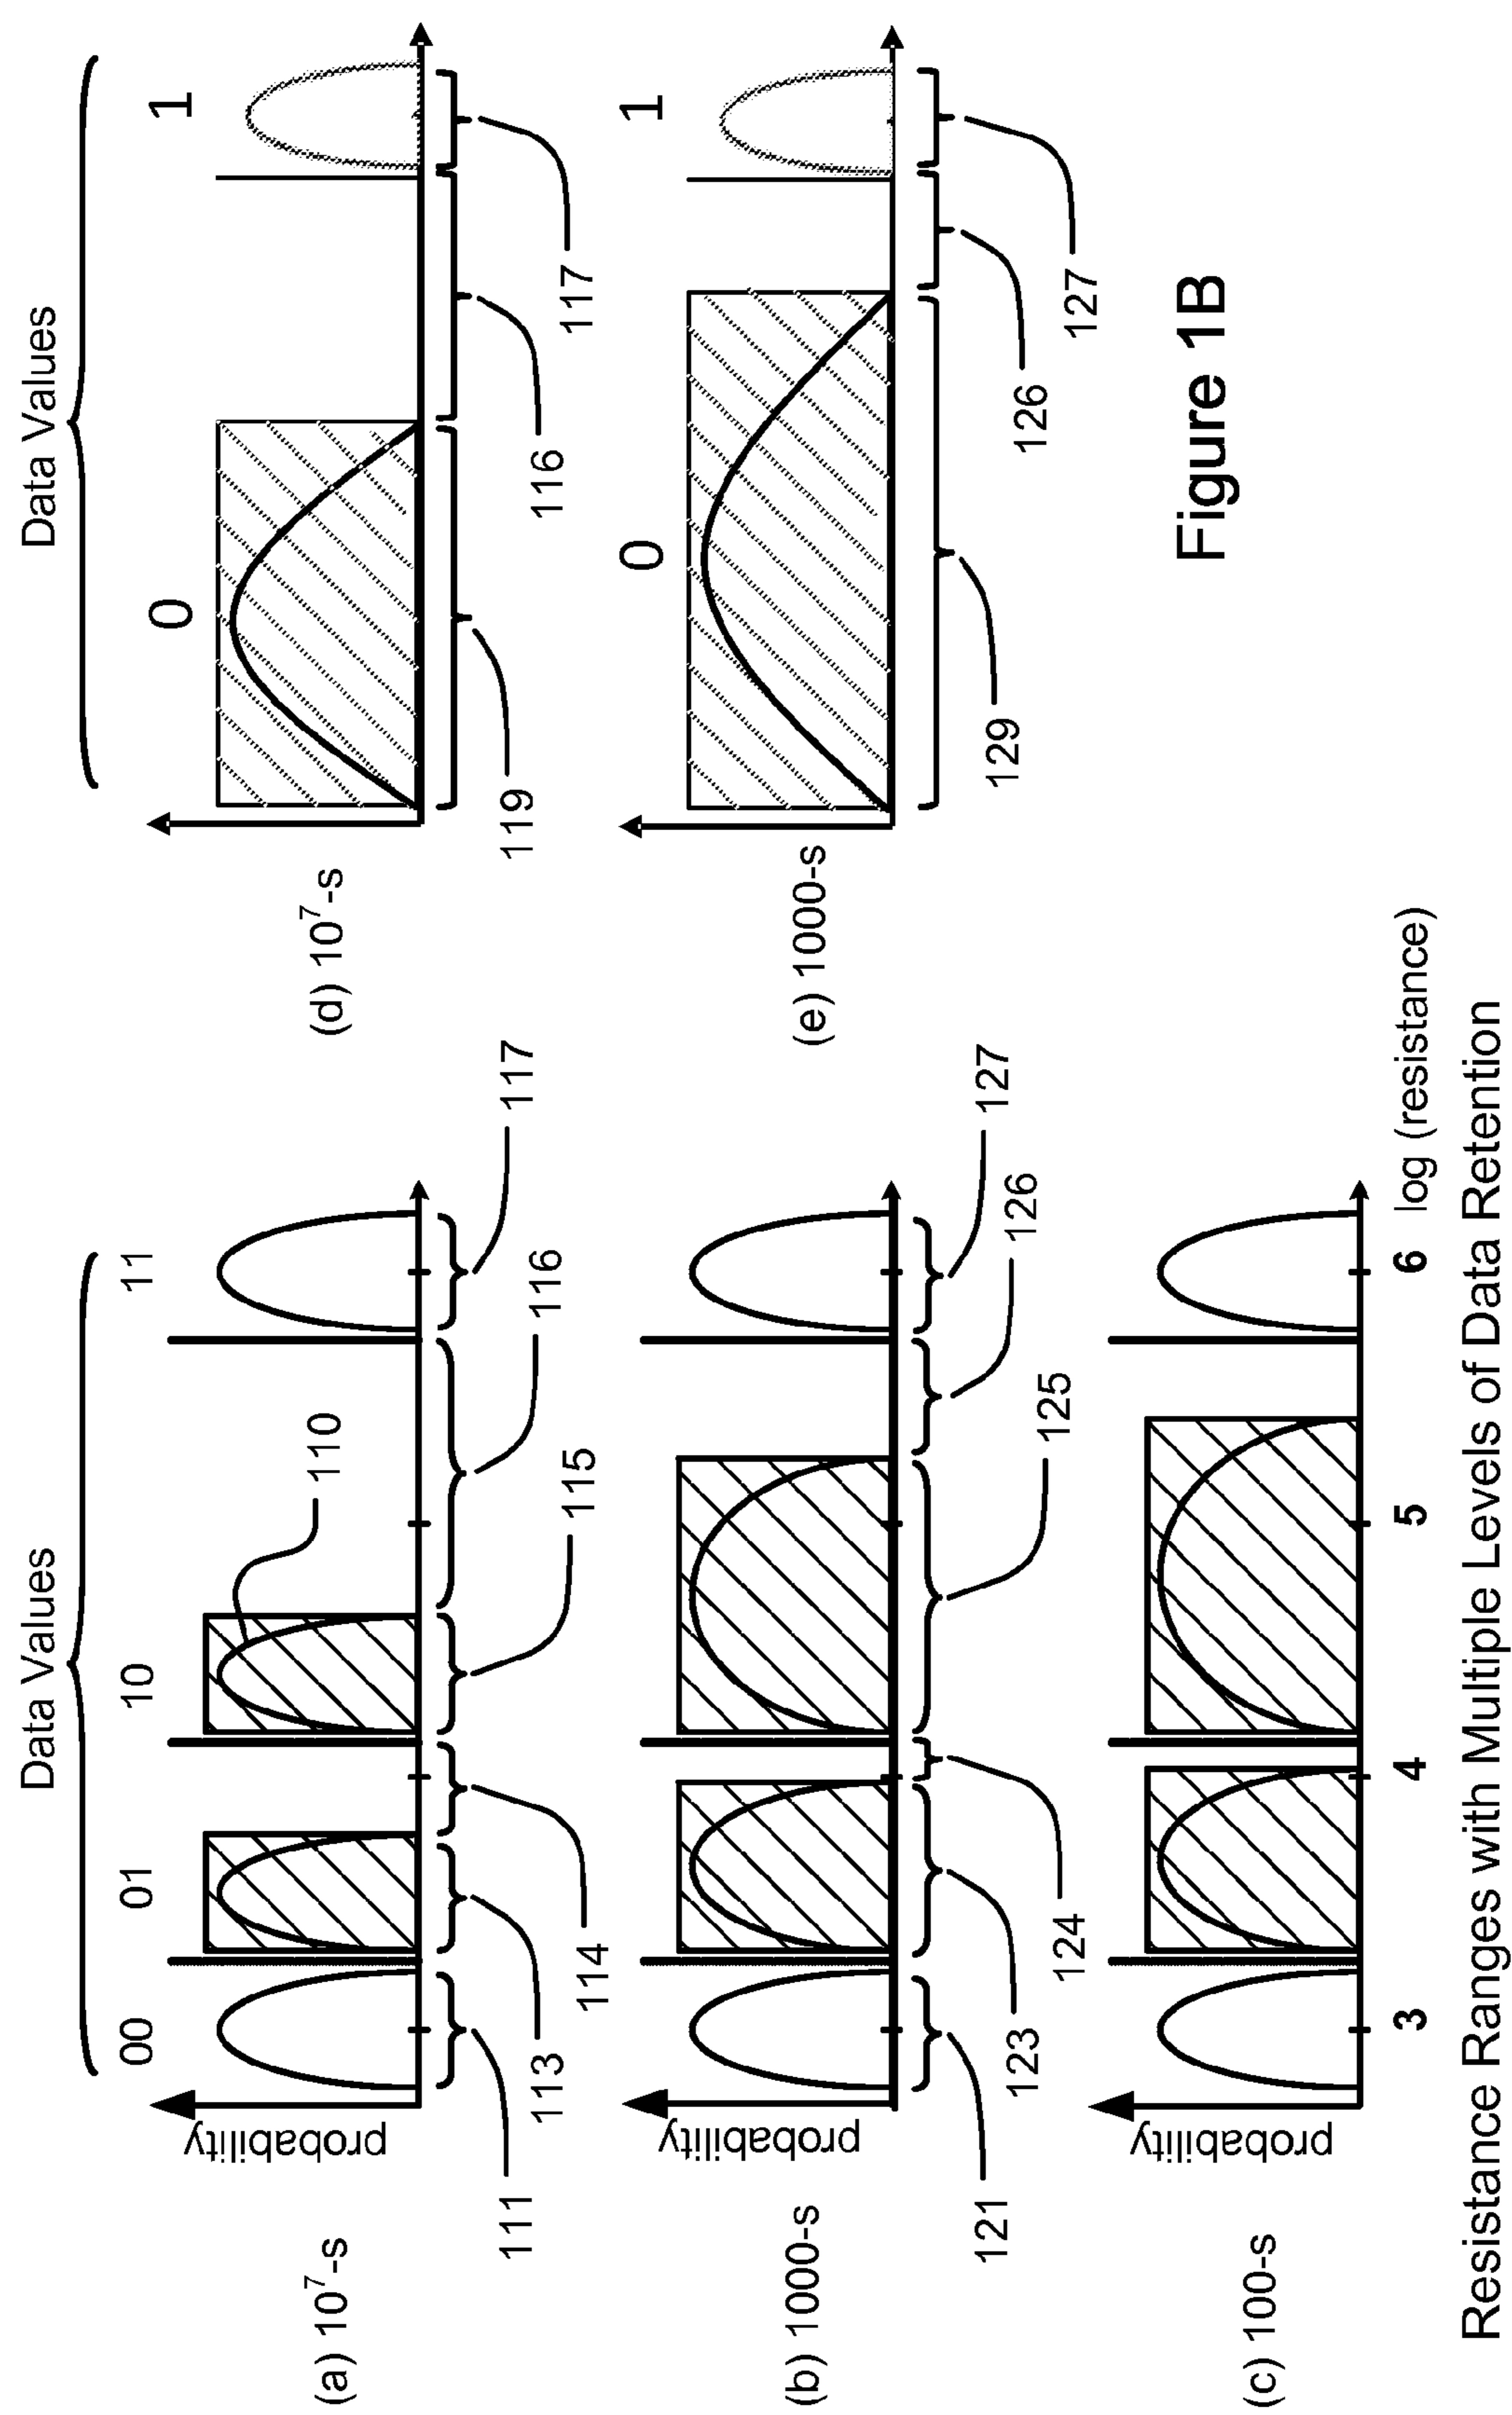 Data Values
00
01
10
11
(a) 10⁷-s
probability
110
111
113
114
115
116
117
(b) 1000-s
probability
121
123
124
125
126
127
(c) 100-s
probability
3
4
5
6
log (resistance)
Data Values
0
1
(d) 10⁷-s
119
116
117
0
1
(e) 1000-s
129
126
127
Figure 1B
Resistance Ranges with Multiple Levels of Data Retention